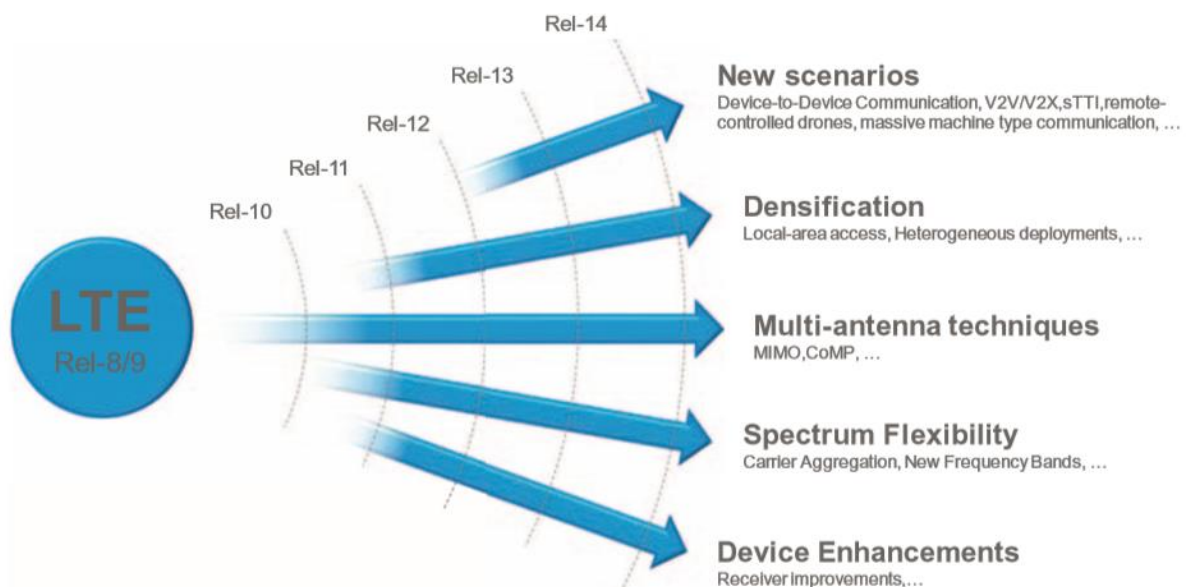 Rel-14
Rel-13
Rel-12
Rel-11
Rel-10
LTE
Rel-8/9
New scenarios
Device-to-Device Communication, V2V/V2X,sTTI,remote-
controlled drones, massive machine type communication, ...
Densification
Local-area access, Heterogeneous deployments, ...
Multi-antenna techniques
MIMO,CoMP, ...
Spectrum Flexibility
Carrier Aggregation, New Frequency Bands, ...
Device Enhancements
Receiver improvements,...